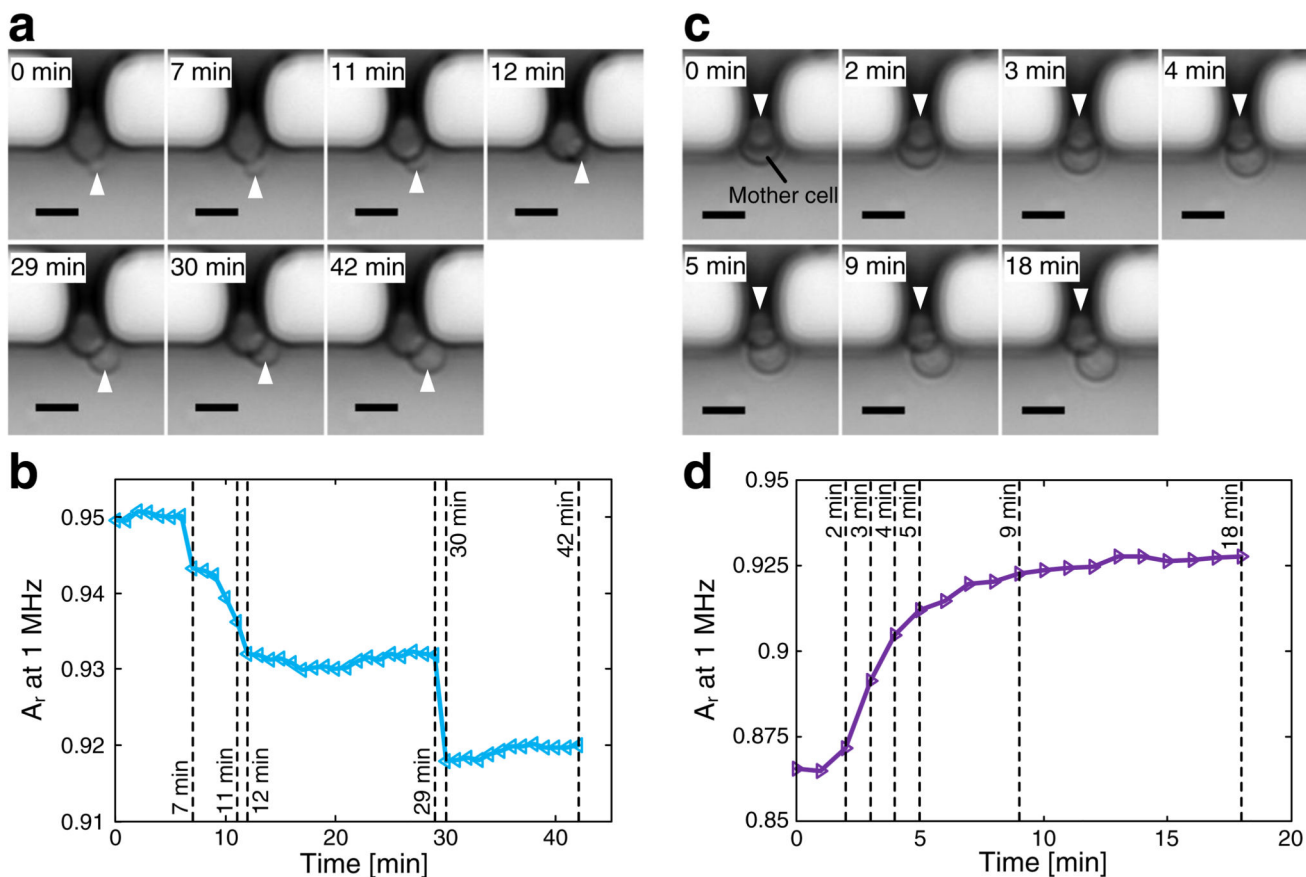 a
0 min
7 min
11 min
12 min
29 min
30 min
42 min
c
0 min
2 min
3 min
4 min
Mother cell
5 min
9 min
18 min
b
0.95
0.94
0.93
0.92
0.91
7 min
11 min
12 min
29 min
30 min
42 min
0
10
20
30
40
Time [min]
A_r at 1 MHz
d
0.95
0.925
0.9
0.875
0.85
2 min
3 min
4 min
5 min
9 min
18 min
0
5
10
15
20
Time [min]
A_r at 1 MHz